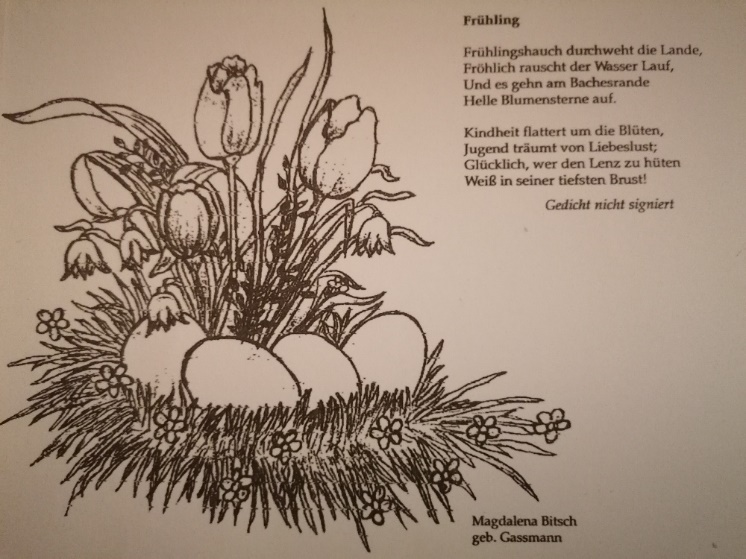 Frühling
Frühlingshauch durchweht die Lande,
Fröhlich rauscht der Wasser Lauf,
Und es gehn am Bachesrande
Helle Blumensterne auf.
Kindheit flattert um die Blüten,
Jugend träumt von Liebeslust;
Glücklich, wer den Lenz zu hüten
Weiß in seiner tiefsten Brust!
Gedicht nicht signiert
Magdalena Bitsch
geb. Gassmann